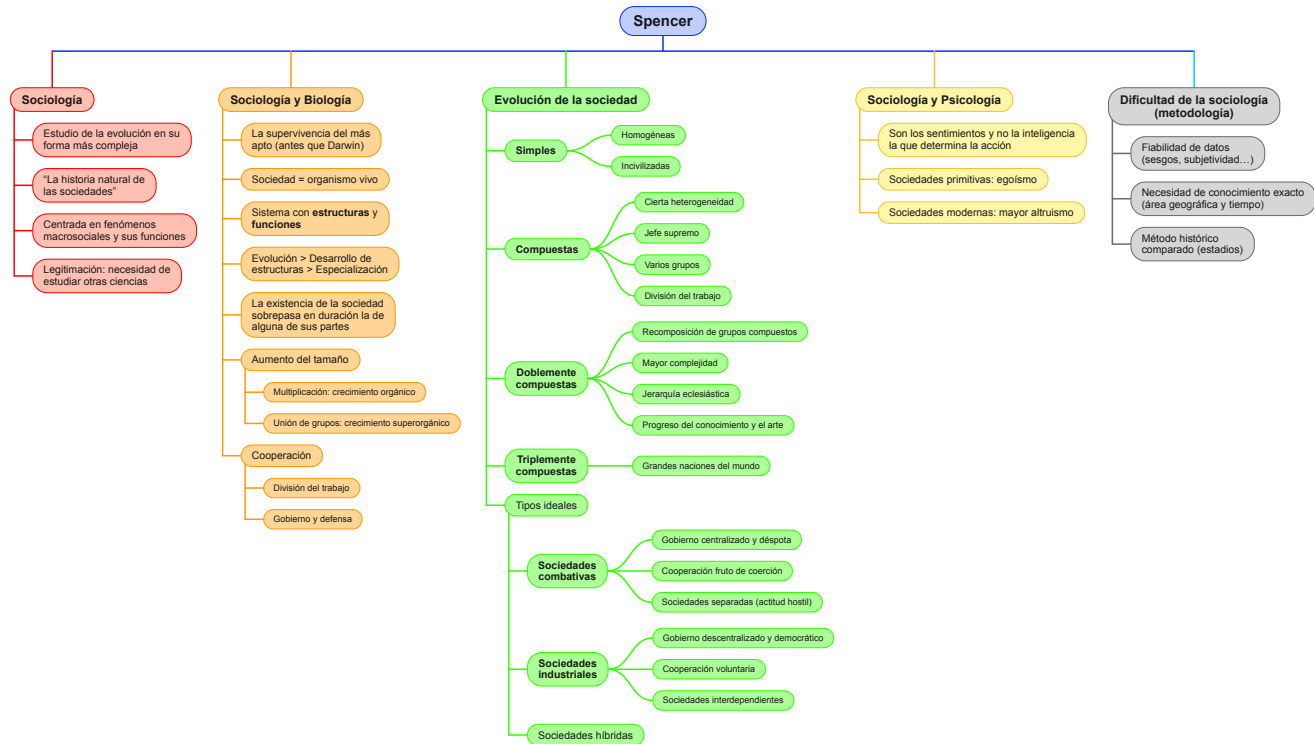 Spencer
Sociología
Estudio de la evolución en su
forma más compleja
“La historia natural de
las sociedades”
Centrada en fenómenos
macrosociales y sus funciones
Legitimación: necesidad de
estudiar otras ciencias
Sociología y Biología
La supervivencia del más
apto (antes que Darwin)
Sociedad = organismo vivo
Sistema con estructuras y
funciones
Evolución > Desarrollo de
estructuras > Especialización
La existencia de la sociedad
sobrepasa en duración la de
alguna de sus partes
Aumento del tamaño
Multiplicación: crecimiento orgánico
Unión de grupos: crecimiento superorgánico
Cooperación
División del trabajo
Gobierno y defensa
Evolución de la sociedad
Simples
Homogéneas
Incivilizadas
Compuestas
Cierta heterogeneidad
Jefe supremo
Varios grupos
División del trabajo
Doblemente
compuestas
Recomposición de grupos compuestos
Mayor complejidad
Jerarquía eclesiástica
Progreso del conocimiento y el arte
Triplemente
compuestas
Grandes naciones del mundo
Tipos ideales
Sociedades
combativas
Gobierno centralizado y déspota
Cooperación fruto de coerción
Sociedades separadas (actitud hostil)
Sociedades
industriales
Gobierno descentralizado y democrático
Cooperación voluntaria
Sociedades interdependientes
Sociedades híbridas
Sociología y Psicología
Son los sentimientos y no la inteligencia
la que determina la acción
Sociedades primitivas: egoísmo
Sociedades modernas: mayor altruismo
Dificultad de la sociología
(metodología)
Fiabilidad de datos
(sesgos, subjetividad…)
Necesidad de conocimiento exacto
(área geográfica y tiempo)
Método histórico
comparado (estadios)